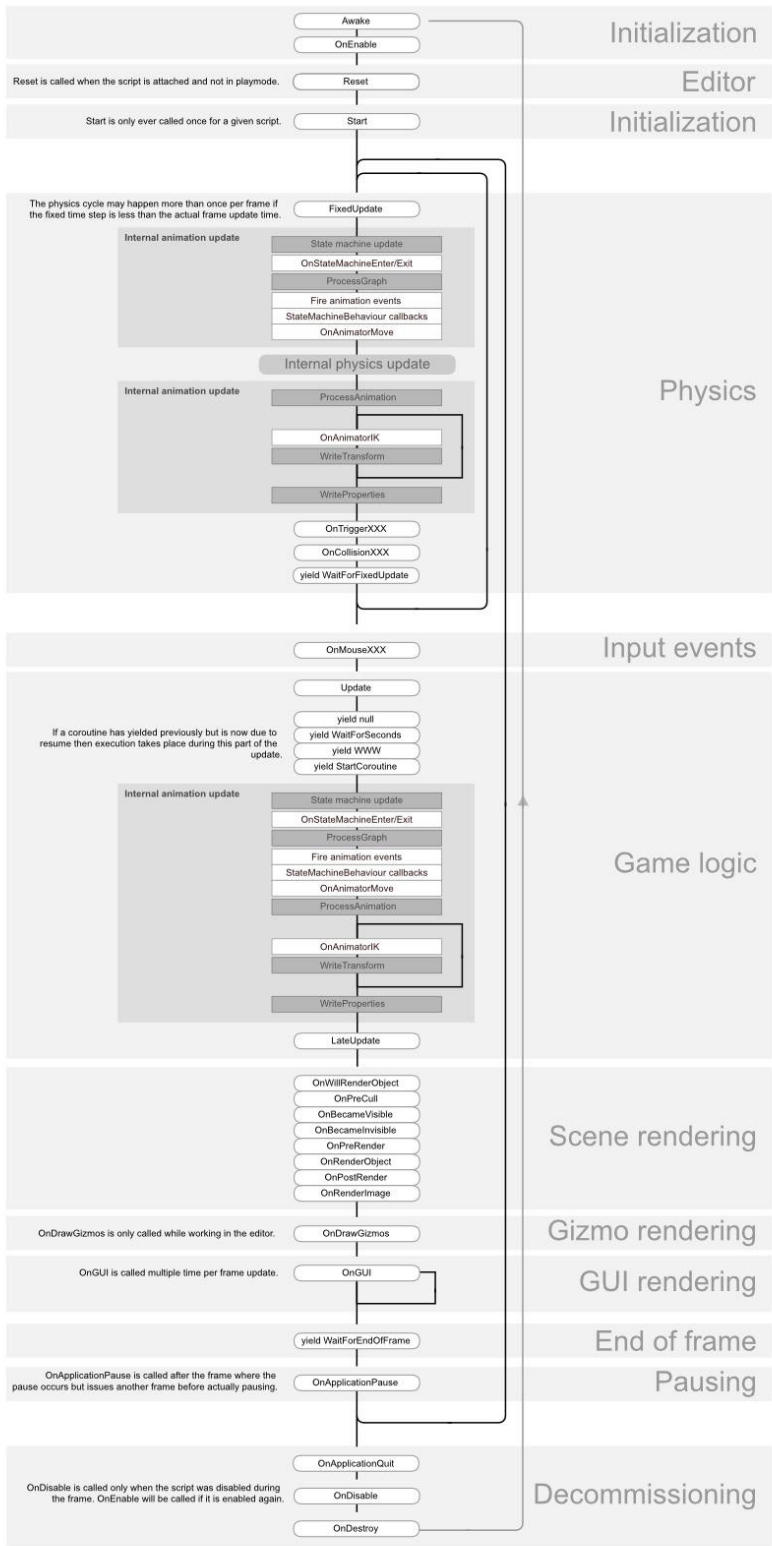 Awake
OnEnable
Initialization
Reset is called when the script is attached and not in playmode.
Reset
Editor
Start is only ever called once for a given script.
Start
Initialization
The physics cycle may happen more than once per frame if
the fixed time step is less than the actual frame update time.
FixedUpdate
Internal animation update
State machine update
OnStateMachineEnter/Exit
ProcessGraph
Fire animation events
StateMachineBehaviour callbacks
OnAnimatorMove
Internal physics update
Physics
Internal animation update
ProcessAnimation
OnAnimatorIK
WriteTransform
WriteProperties
OnTriggerXXX
OnCollisionXXX
yield WaitForFixedUpdate
OnMouseXXX
Input events
Update
yield null
If a coroutine has yielded previously but is now due to
resume then execution takes place during this part of the
update.
yield WaitForSeconds
yield WWW
yield StartCoroutine
Internal animation update
State machine update
OnStateMachineEnter/Exit
ProcessGraph
Fire animation events
StateMachineBehaviour callbacks
OnAnimatorMove
ProcessAnimation
Game logic
OnAnimatorIK
WriteTransform
WriteProperties
LateUpdate
OnWillRenderObject
OnPreCull
OnBecameVisible
OnBecameInvisible
OnPreRender
OnRenderObject
OnPostRender
OnRenderImage
Scene rendering
OnDrawGizmos is only called while working in the editor.
OnDrawGizmos
Gizmo rendering
OnGUI is called multiple time per frame update.
OnGUI
GUI rendering
yield WaitForEndOfFrame
End of frame
OnApplicationPause is called after the frame where the
pause occurs but issues another frame before actually pausing.
OnApplicationPause
Pausing
OnApplicationQuit
OnDisable is called only when the script was disabled during
the frame. OnEnable will be called if it is enabled again.
OnDisable
Decommissioning
OnDestroy